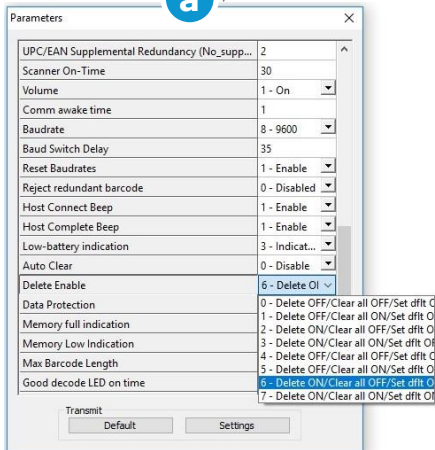 a
Parameters
UPC/EAN Supplemental Redundancy (No_supp... 2
Scanner On-Time 30
Volume 1 - On
Comm awake time 1
Baudrate 8 - 9600
Baud Switch Delay 35
Reset Baudrates 1 - Enable
Reject redundant barcode 0 - Disabled
Host Connect Beep 1 - Enable
Host Complete Beep 1 - Enable
Low-battery indication 3 - Indicat...
Auto Clear 0 - Disable
Delete Enable 6 - Delete
Data Protection 0 - Delete OFF/Clear all OFF/Set dflt
1 - Delete OFF/Clear all ON/Set dflt
Memory full indication 2 - Delete ON/Clear all OFF/Set dflt
Memory Low Indication 3 - Delete ON/Clear all ON/Set dflt
4 - Delete OFF/Clear all OFF/Set dflt
Max Barcode Length 5 - Delete OFF/Clear all ON/Set dflt
Good decode LED on time 6 - Delete ON/Clear all OFF/Set dflt
7 - Delete ON/Clear all ON/Set dflt
Transmit
Default Settings